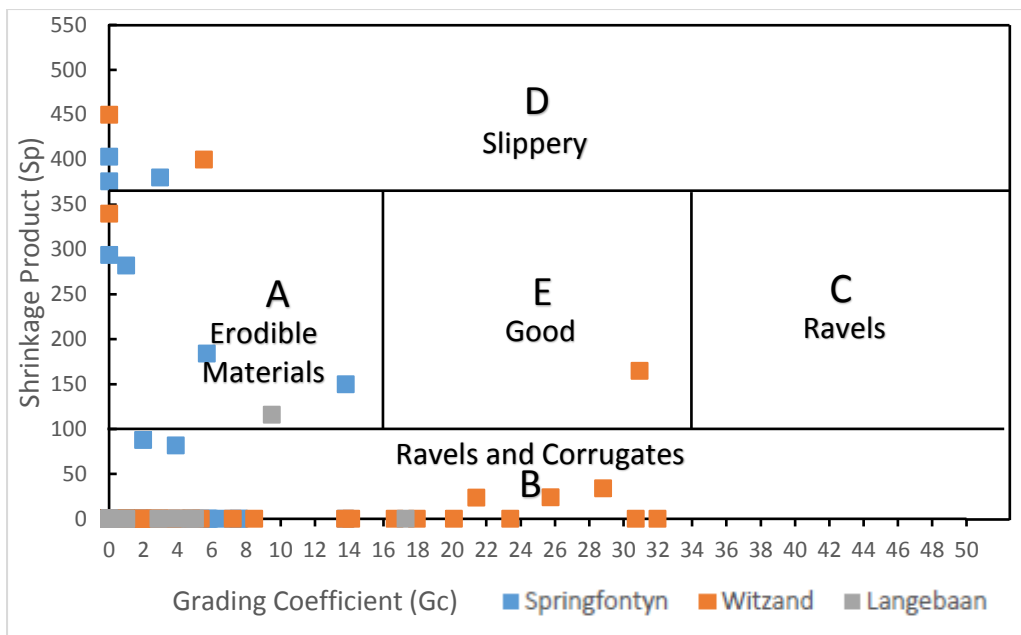 550
500
450
400
350
300
250
200
150
100
50
0
Shrinkage Product (Sp)
D
Slippery
A
Erodible
Materials
E
Good
C
Ravels
Ravels and Corrugates
B
0 2 4 6 8 10 12 14 16 18 20 22 24 26 28 30 32 34 36 38 40 42 44 46 48 50
Grading Coefficient (Gc)
Springfontyn Witzand Langebaan